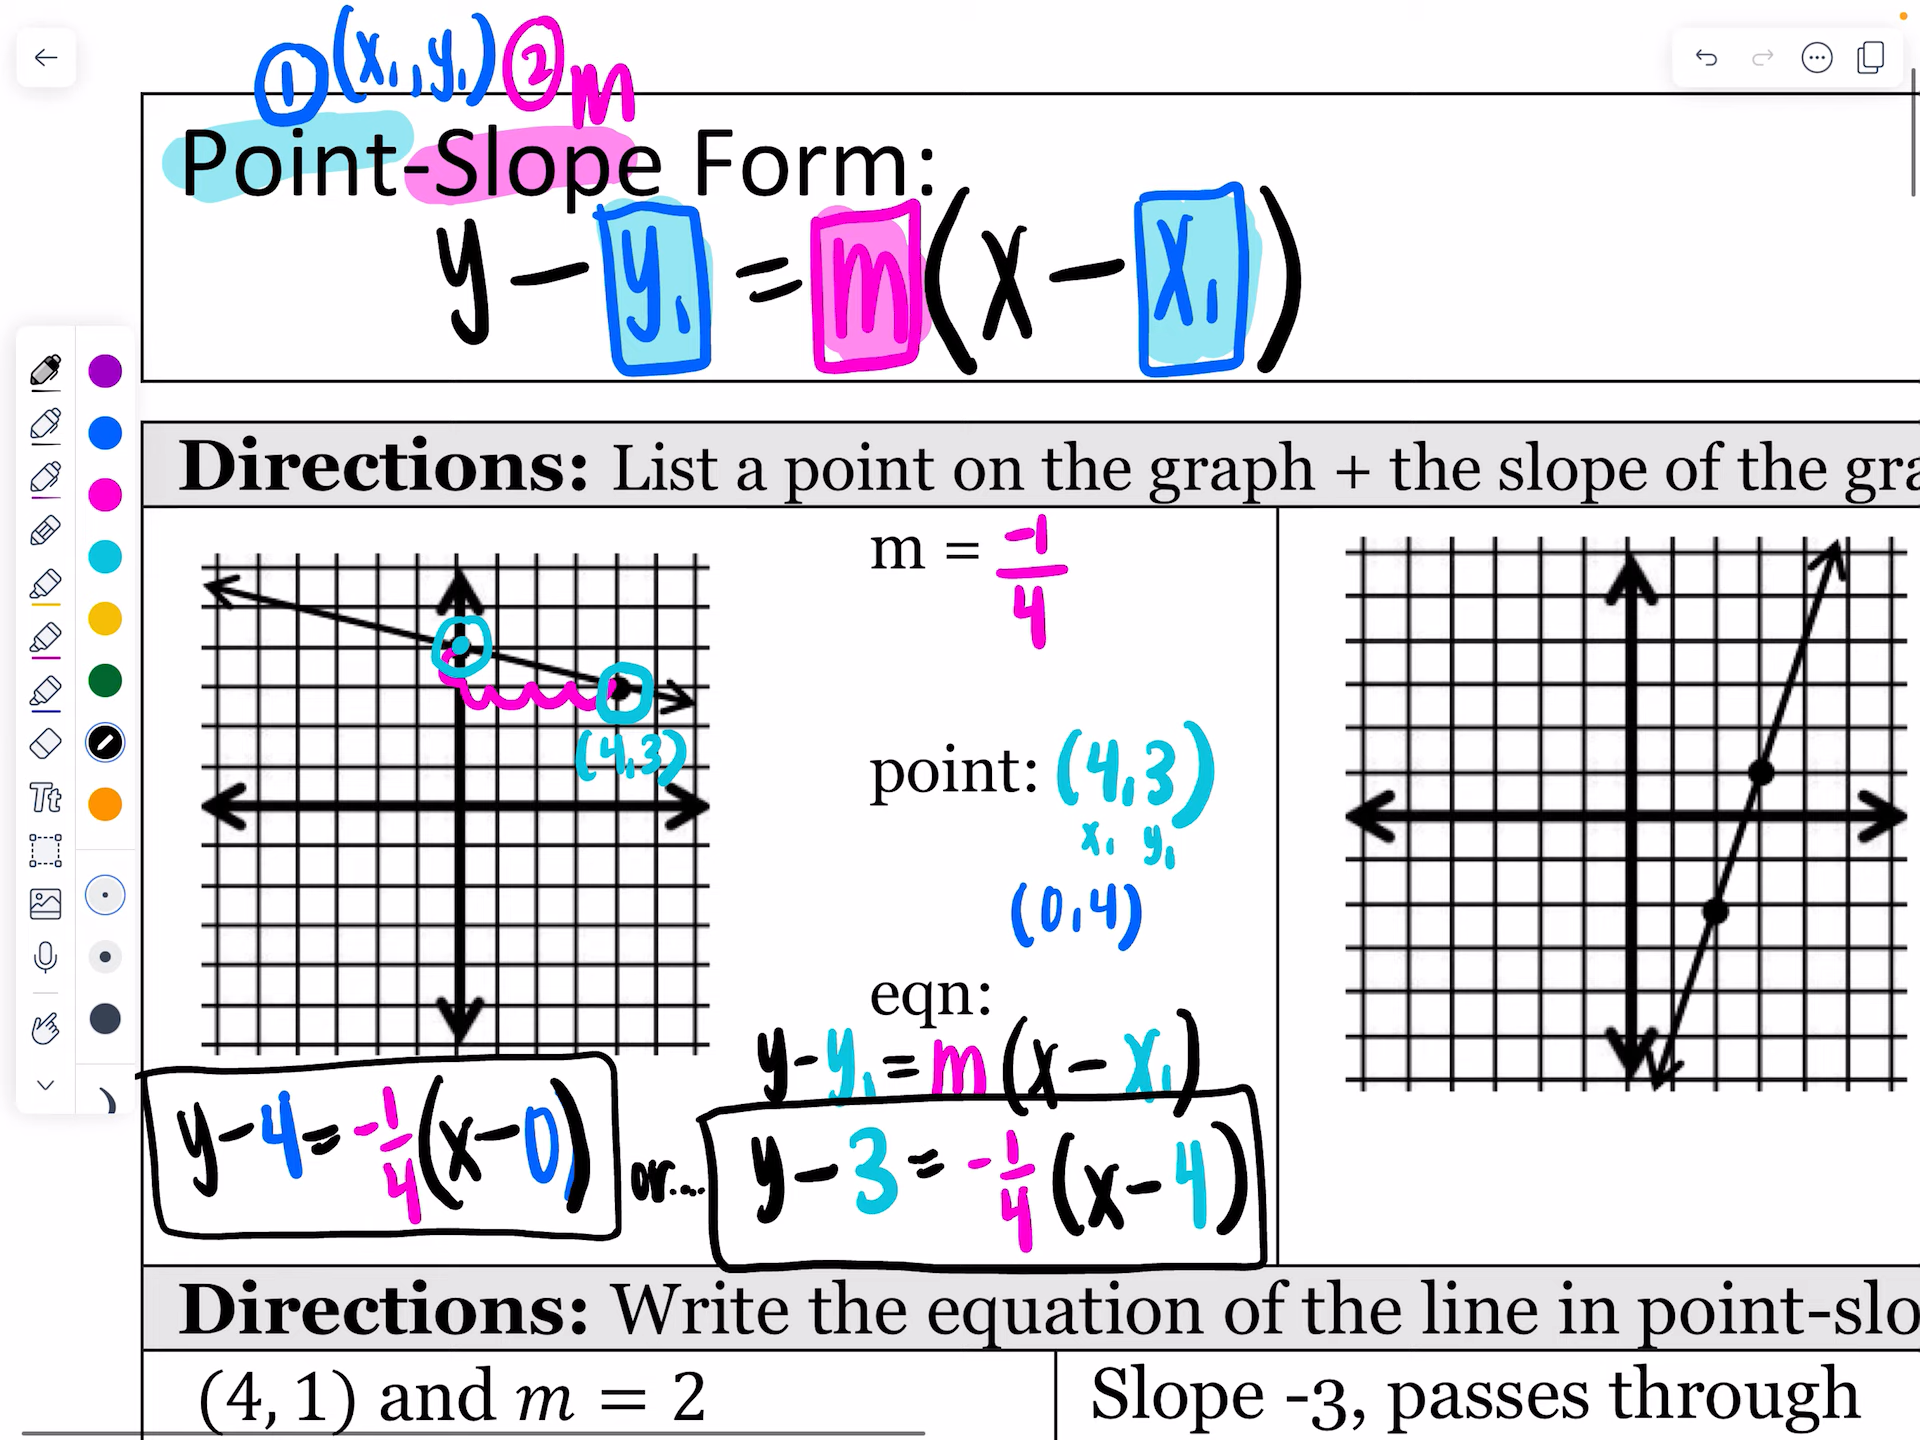 ① (x₁, y₁) ② m
Point-Slope Form:
y - y₁ = m(x - x₁)
Directions: List a point on the graph + the slope of the gra
m = -1/4
(4,3)
point: (4,3)
x₁ y₁
(0,4)
eqn:
y - y₁ = m(x - x₁)
y - 4 = -1/4(x - 0) or.... y - 3 = -1/4(x - 4)
Directions: Write the equation of the line in point-slo
(4, 1) and m = 2
Slope -3, passes through
Tt